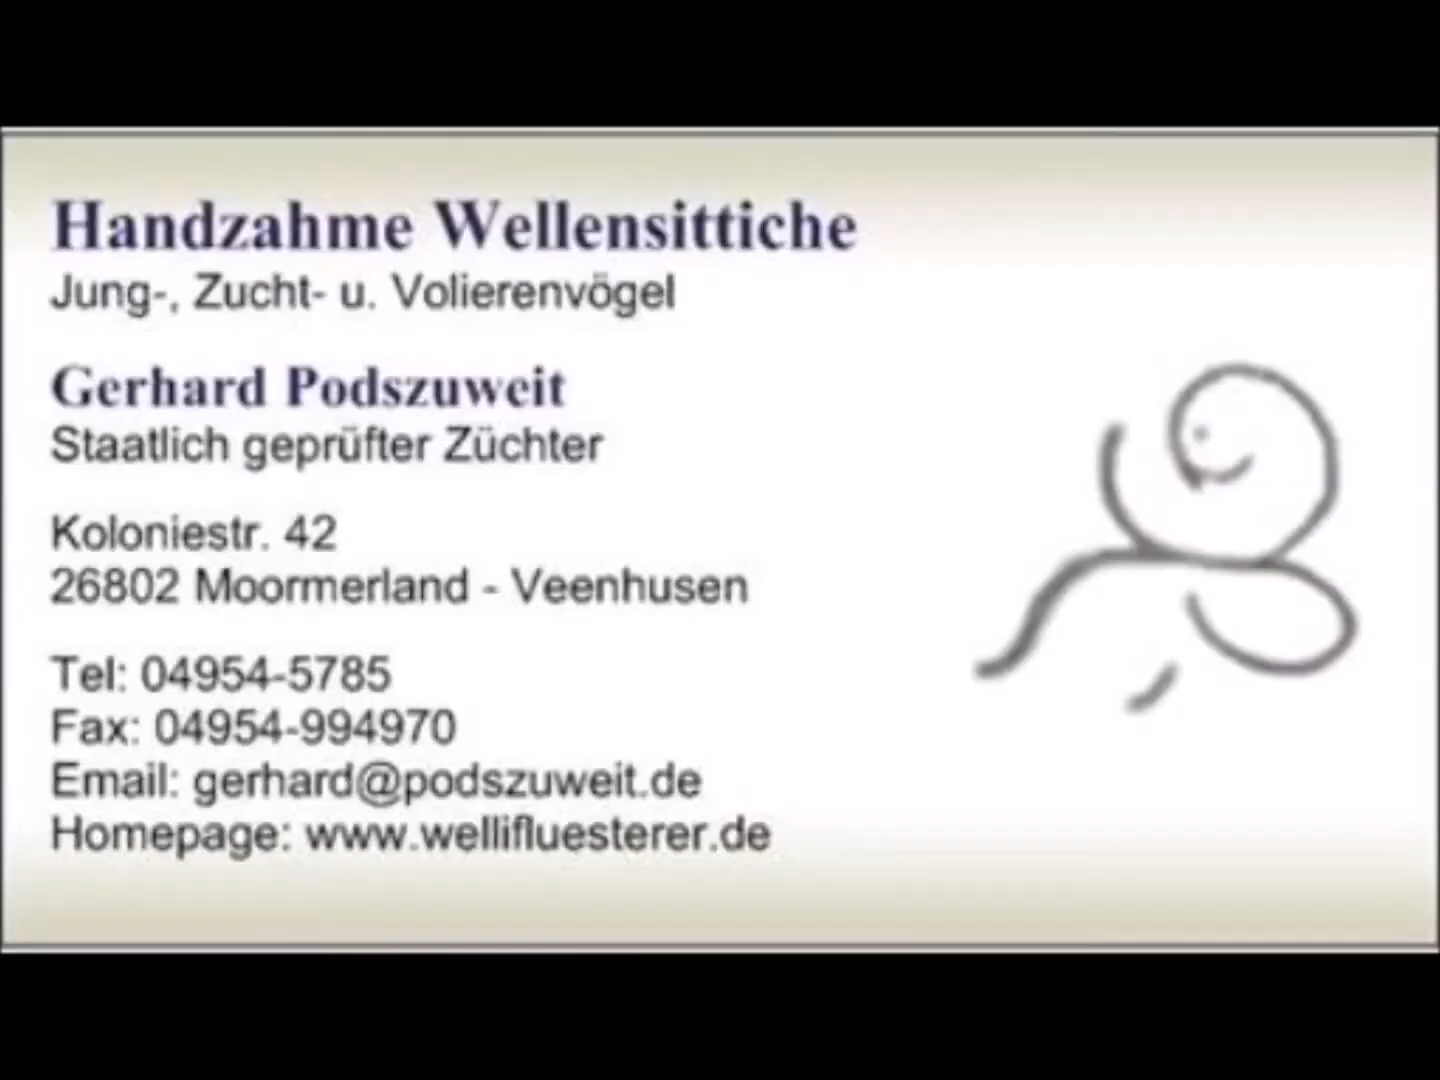 Handzahme Wellensittiche
Jung-, Zucht- u. Volierenvögel
Gerhard Podszuweit
Staatlich geprüfter Züchter
Koloniestr. 42
26802 Moormerland - Veenhusen
Tel: 04954-5785
Fax: 04954-994970
Email: gerhard@podszuweit.de
Homepage: www.wellifluesterer.de